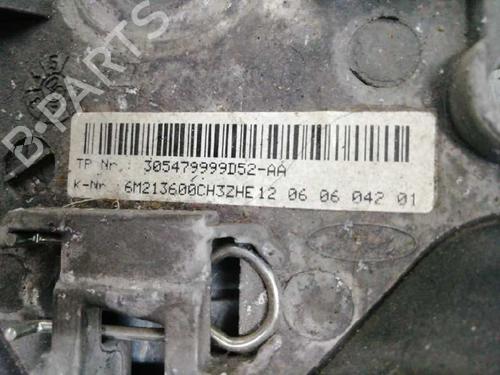 B-PARTS
TP Nr.: 305479999D52-AA
K-Nr.: 6M213600CH3ZHE12 06 06 042 01